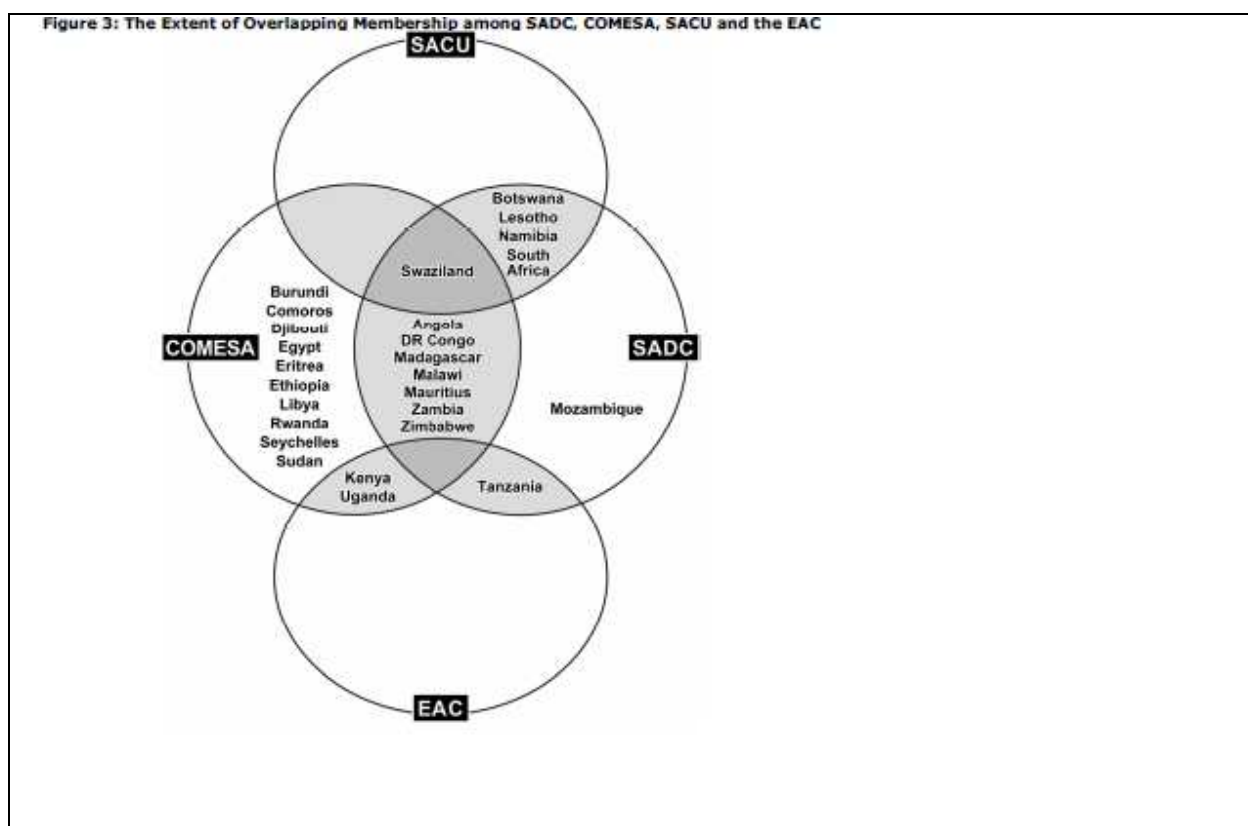 Figure 3: The Extent of Overlapping Membership among SADC, COMESA, SACU and the EAC
SACU
Botswana
Lesotho
Namibia
South
Africa
Swaziland
Burundi
Comoros
Djibouti
Egypt
Eritrea
Ethiopia
Libya
Rwanda
Seychelles
Sudan
COMESA
Angola
DR Congo
Madagascar
Malawi
Mauritius
Zambia
Zimbabwe
SADC
Mozambique
Kenya
Uganda
Tanzania
EAC